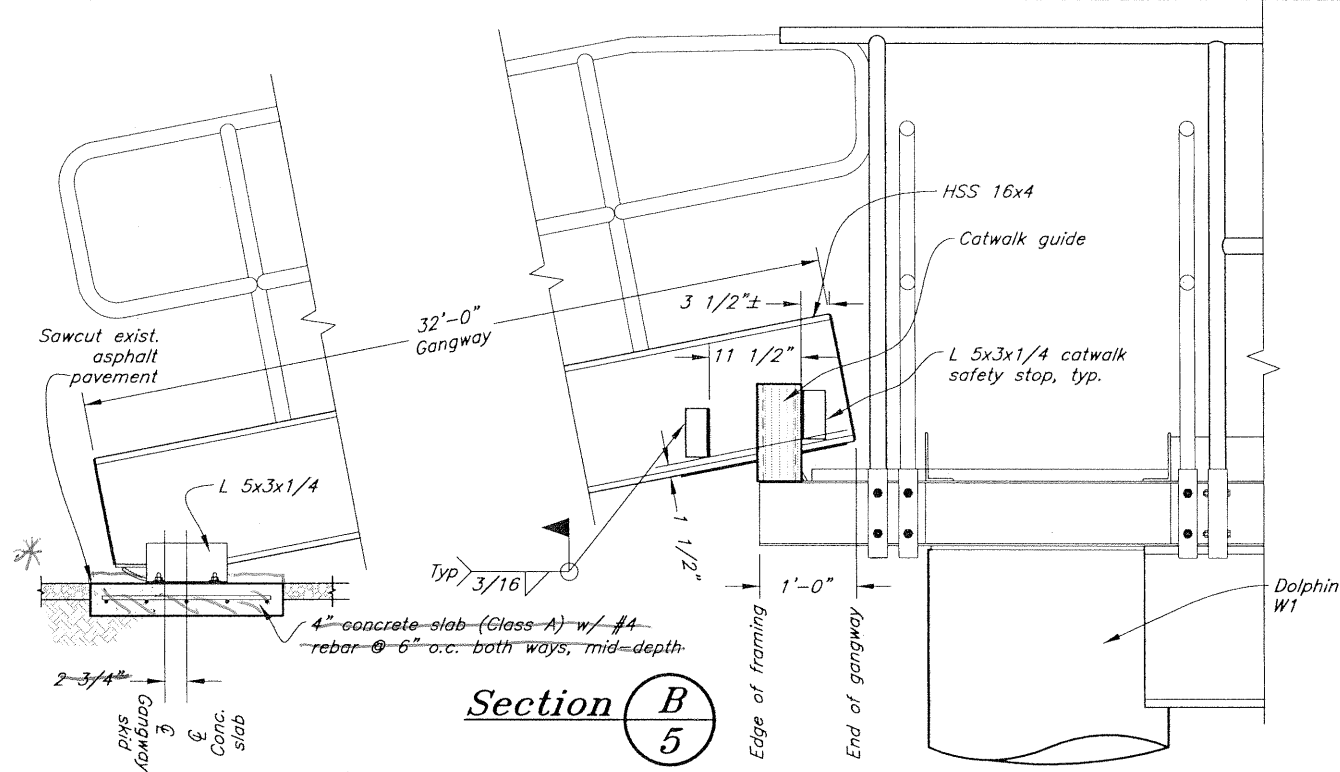 HSS 16x4
Catwalk guide
3 1/2"±
32'-0"
Gangway
Sawcut exist.
asphalt
pavement
11 1/2"
L 5x3x1/4 catwalk
safety stop, typ.
L 5x3x1/4
1 1/2"
Typ
3/16
1'-0"
Dolphin
W1
4" concrete slab (Class A) w/ #4
rebar @ 6" o.c. both ways, mid-depth
2 3/4"
Gangway
skid
℄
℄
Conc.
slab
Edge of framing
End of gangway
Section B
5